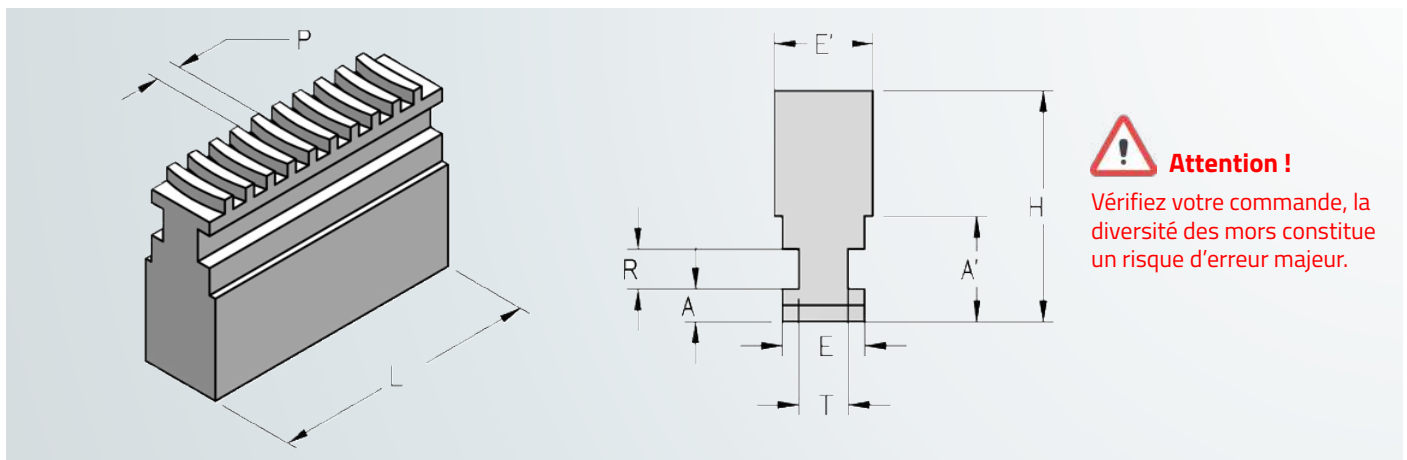 P
L
E'
H
R
A
A'
E
T
Attention !
Vérifiez votre commande, la
diversité des mors constitue
un risque d’erreur majeur.